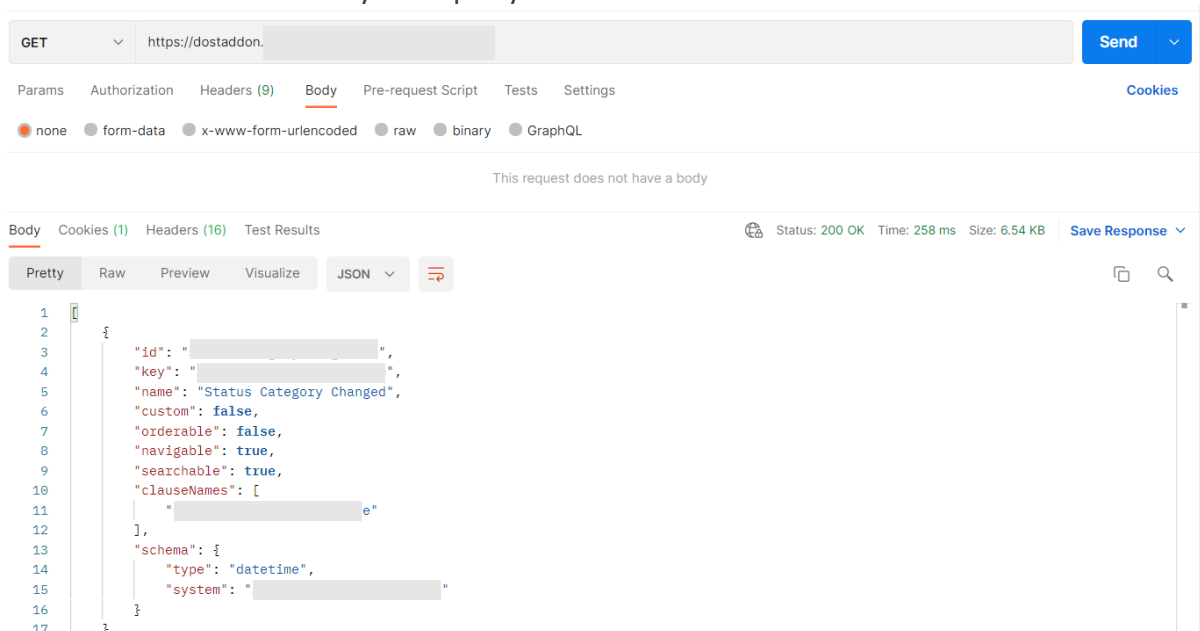 GET https://dostaddon. Send
Params Authorization Headers (9) Body Pre-request Script Tests Settings Cookies
none form-data x-www-form-urlencoded raw binary GraphQL
This request does not have a body
Body Cookies (1) Headers (16) Test Results Status: 200 OK Time: 258 ms Size: 6.54 KB Save Response
Pretty Raw Preview Visualize JSON
1 [
2 {
3 "id": " ",
4 "key": " ",
5 "name": "Status Category Changed",
6 "custom": false,
7 "orderable": false,
8 "navigable": true,
9 "searchable": true,
10 "clauseNames": [
11 " e"
12 ],
13 "schema": {
14 "type": "datetime",
15 "system": " "
16 }
17 }